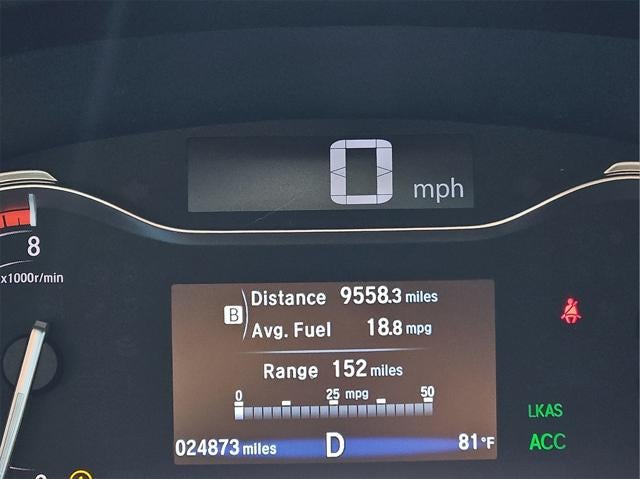 0 mph
8
x1000r/min
Distance 9558.3 miles
B
Avg. Fuel 18.8 mpg
Range 152 miles
0 25 mpg 50
024873 miles D 81°F
LKAS
ACC